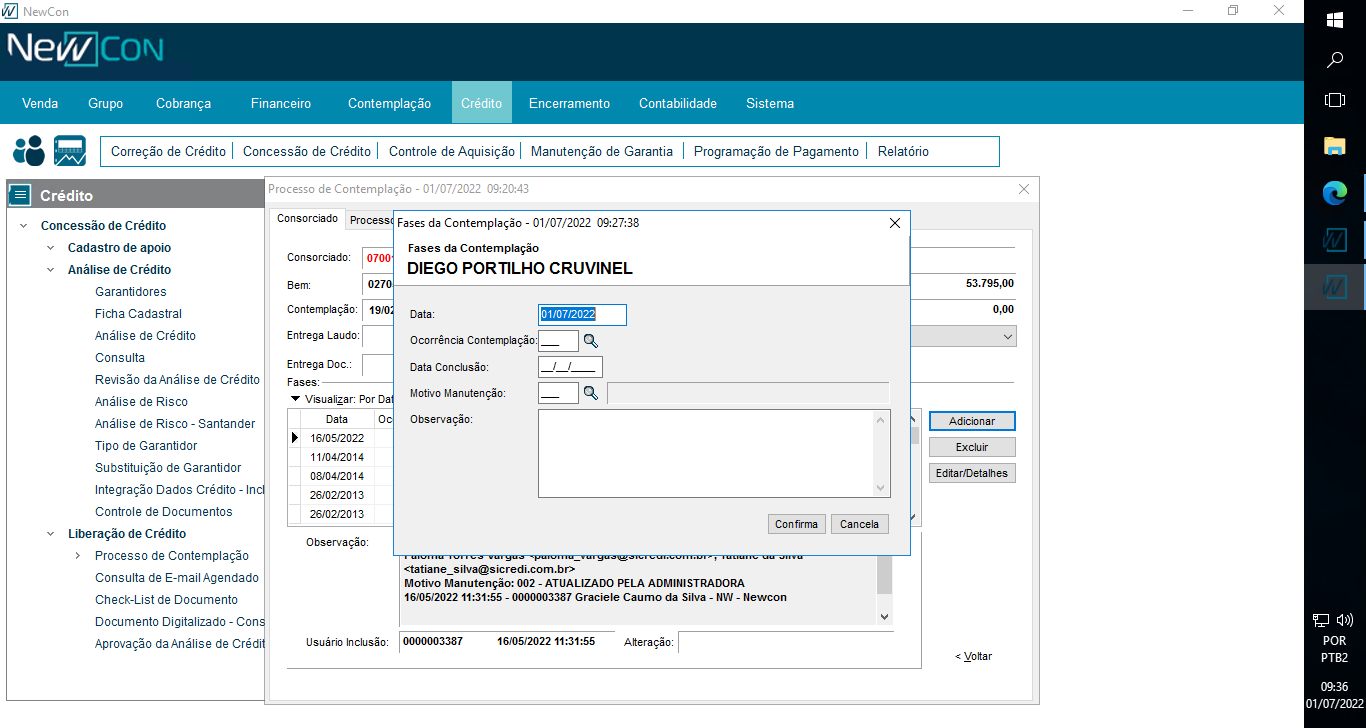 NewCon
NewCon
Venda Grupo Cobrança Financeiro Contemplação Crédito Encerramento Contabilidade Sistema
Correção de Crédito Concessão de Crédito Controle de Aquisição Manutenção de Garantia Programação de Pagamento Relatório
Crédito
Concessão de Crédito
Cadastro de apoio
Análise de Crédito
Garantidores
Ficha Cadastral
Análise de Crédito
Consulta
Revisão da Análise de Crédito
Análise de Risco
Análise de Risco - Santander
Tipo de Garantidor
Substituição de Garantidor
Integração Dados Crédito - Incl
Controle de Documentos
Liberação de Crédito
Processo de Contemplação
Consulta de E-mail Agendado
Check-List de Documento
Documento Digitalizado - Cons
Aprovação da Análise de Crédit
Processo de Contemplação - 01/07/2022 09:20:43
Consorciado Processo
Consorciado: 0700
Bem: 0270 53.795,00
Contemplação: 19/02 0,00
Entrega Laudo:
Entrega Doc.:
Fases:
Visualizar: Por Dat
Data Oc
16/05/2022
11/04/2014
08/04/2014
26/02/2013
26/02/2013
Adicionar
Excluir
Editar/Detalhes
Fases da Contemplação - 01/07/2022 09:27:38
Fases da Contemplação
DIEGO PORTILHO CRUVINEL
Data: 01/07/2022
Ocorrência Contemplação: ___
Data Conclusão: __/__/____
Motivo Manutenção: ___
Observação:
Confirma Cancela
Observação:
Paloma Torres Vargas <paloma_vargas@sicredi.com.br>; Tatiane da Silva
<tatiane_silva@sicredi.com.br>
Motivo Manutenção: 002 - ATUALIZADO PELA ADMINISTRADORA
16/05/2022 11:31:55 - 0000003387 Graciele Caumo da Silva - NW - Newcon
Usuário Inclusão: 0000003387 16/05/2022 11:31:55 Alteração:
< Voltar
POR
PTB2
09:36
01/07/2022